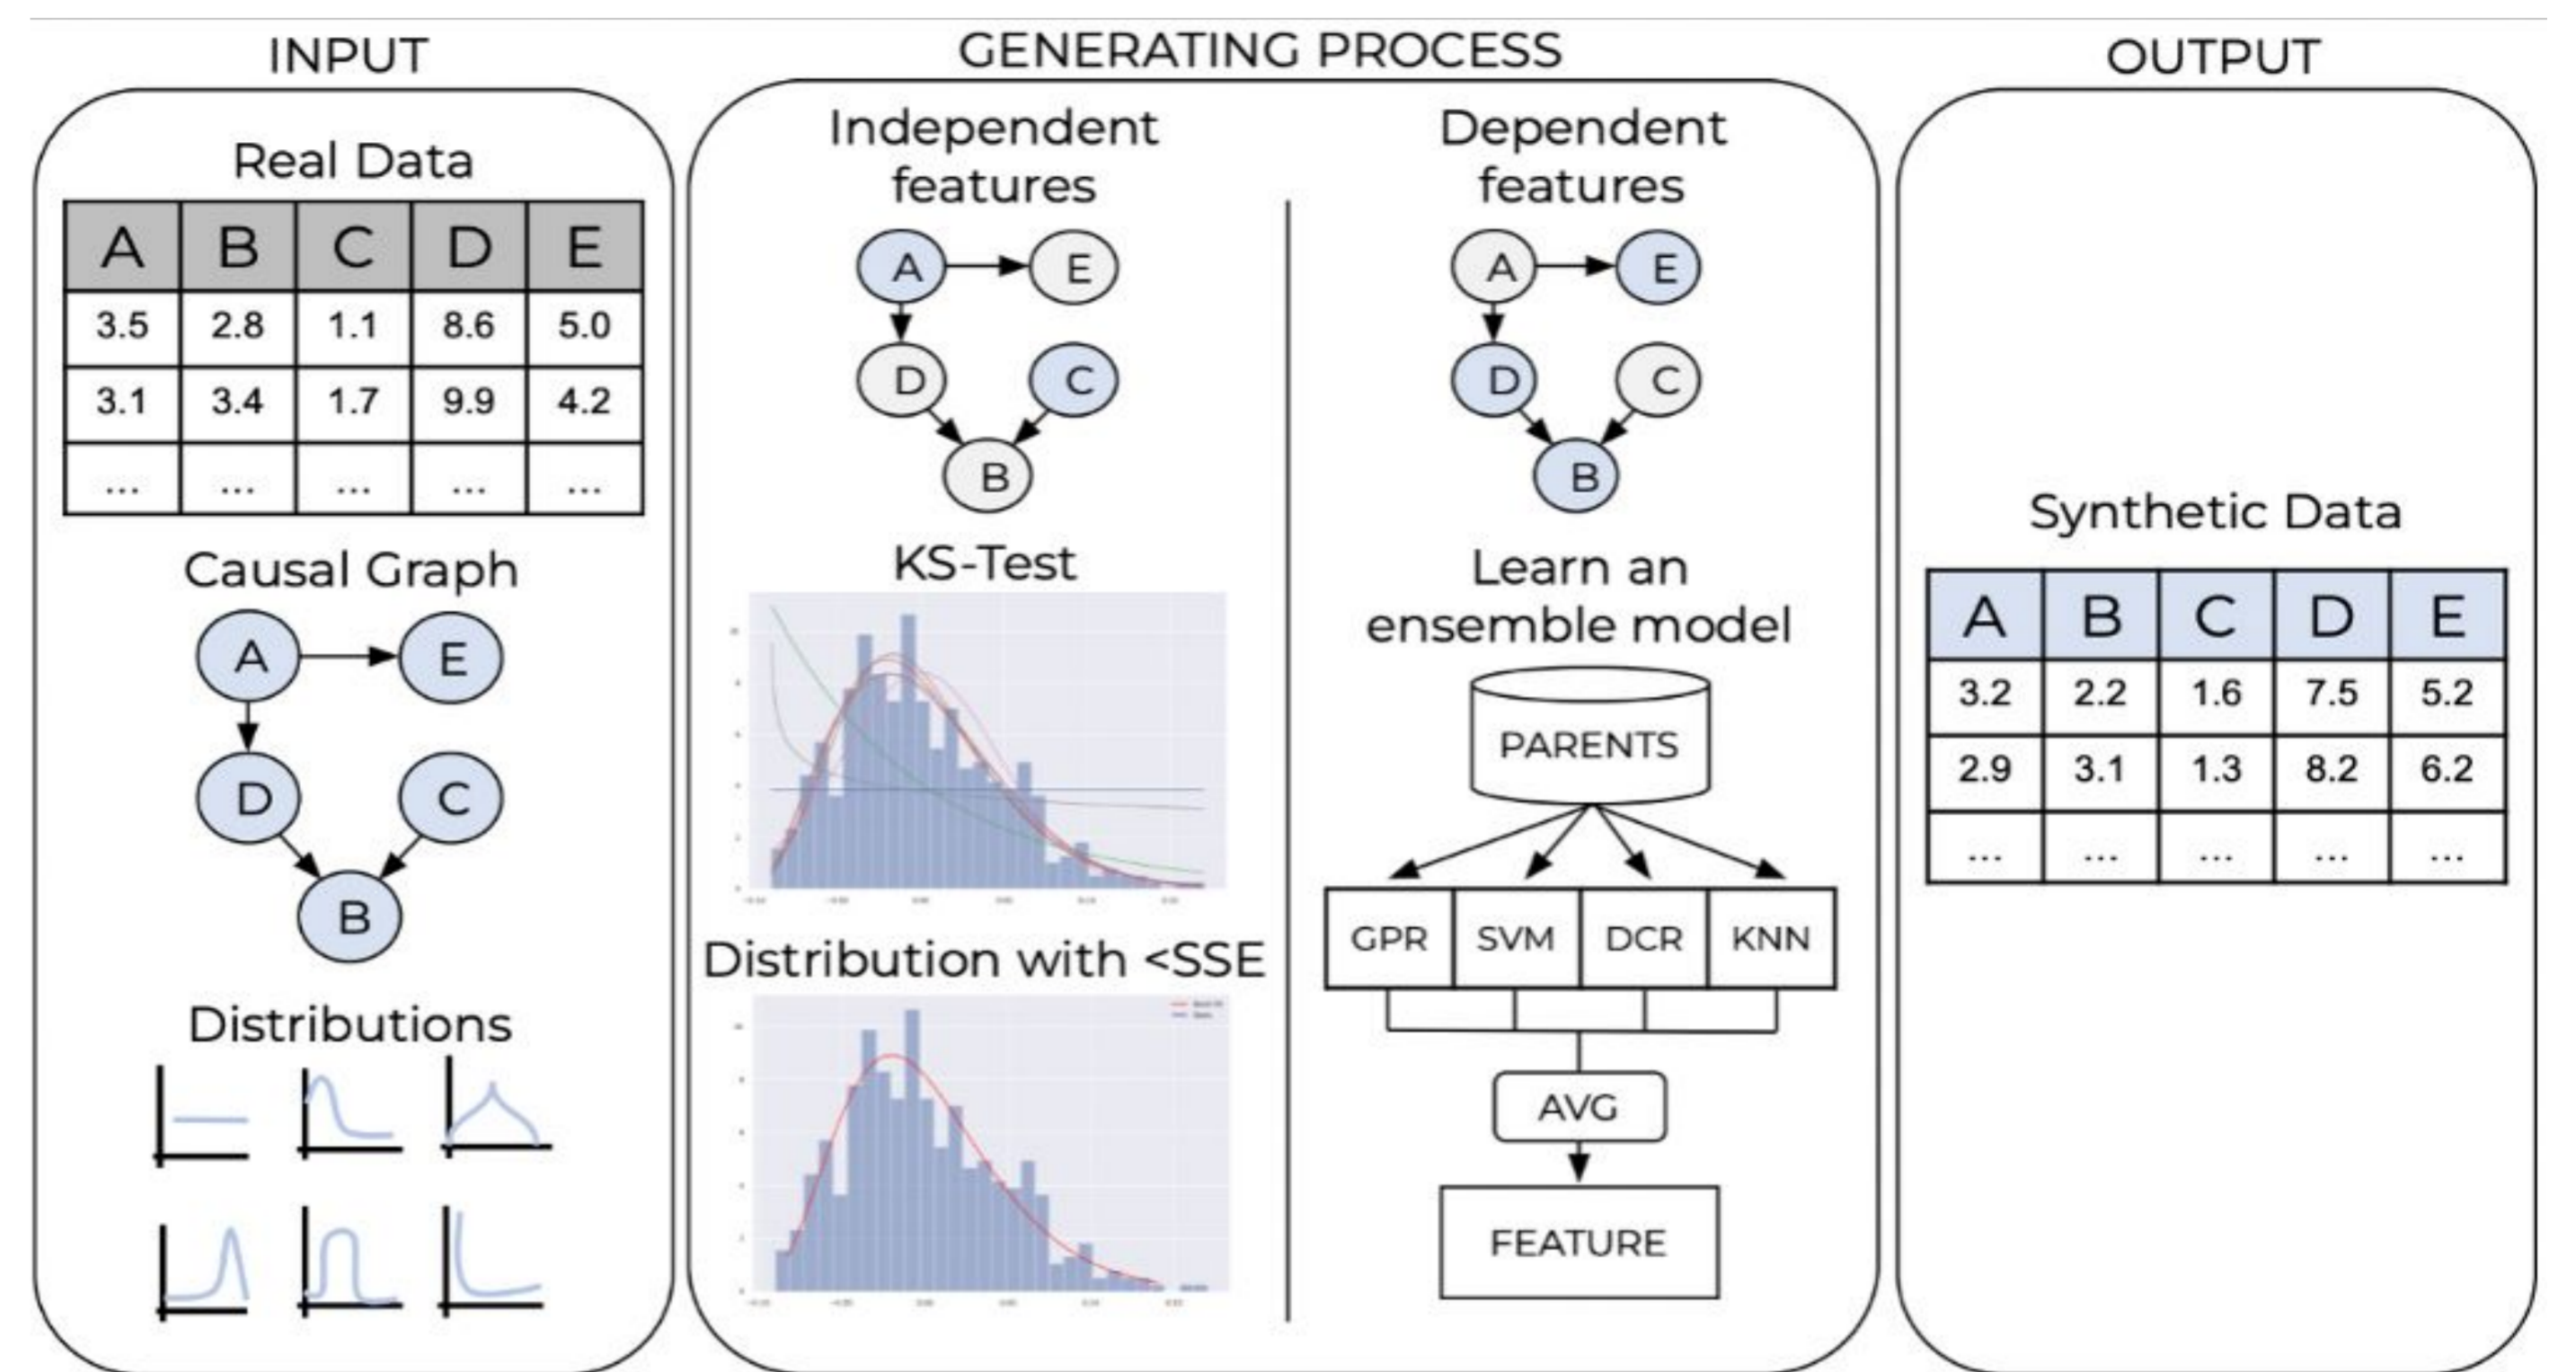 INPUT
Real Data
A B C D E
3.5 2.8 1.1 8.6 5.0
3.1 3.4 1.7 9.9 4.2
... ... ... ... ...
Causal Graph
A E
D C
B
Distributions
GENERATING PROCESS
Independent
features
A E
D C
B
KS-Test
Distribution with <SSE
Dependent
features
A E
D C
B
Learn an
ensemble model
PARENTS
GPR SVM DCR KNN
AVG
FEATURE
OUTPUT
Synthetic Data
A B C D E
3.2 2.2 1.6 7.5 5.2
2.9 3.1 1.3 8.2 6.2
... ... ... ... ...